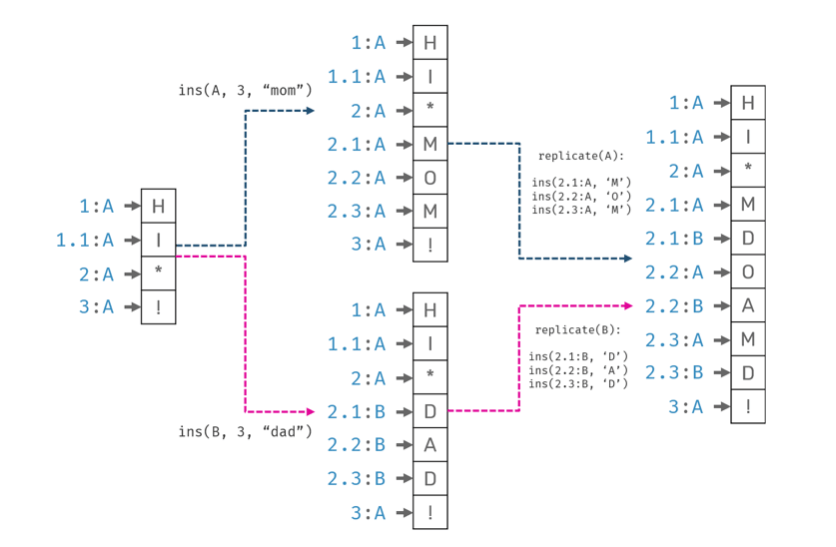 1:A → H
1.1:A → I
2:A → *
3:A → !
ins(A, 3, “mom”)
1:A → H
1.1:A → I
2:A → *
2.1:A → M
2.2:A → O
2.3:A → M
3:A → !
ins(B, 3, “dad”)
1:A → H
1.1:A → I
2:A → *
2.1:B → D
2.2:B → A
2.3:B → D
3:A → !
replicate(A):
ins(2.1:A, ‘M’)
ins(2.2:A, ‘O’)
ins(2.3:A, ‘M’)
replicate(B):
ins(2.1:B, ‘D’)
ins(2.2:B, ‘A’)
ins(2.3:B, ‘D’)
1:A → H
1.1:A → I
2:A → *
2.1:A → M
2.1:B → D
2.2:A → O
2.2:B → A
2.3:A → M
2.3:B → D
3:A → !